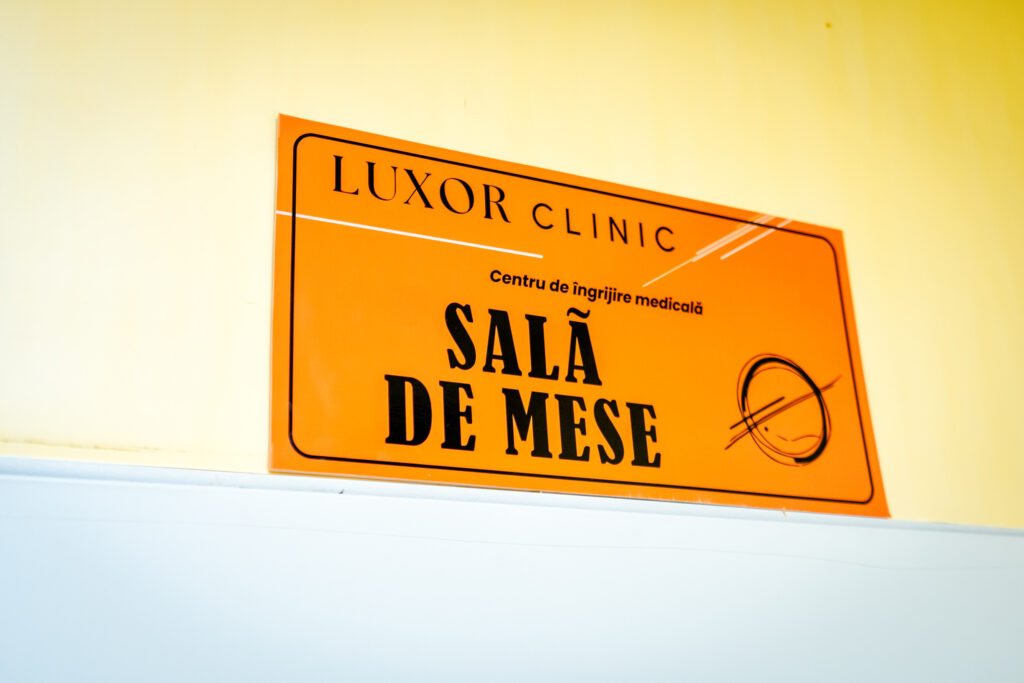 LUXOR CLINIC
Centru de îngrijire medicală
SALÃ
DE MESE